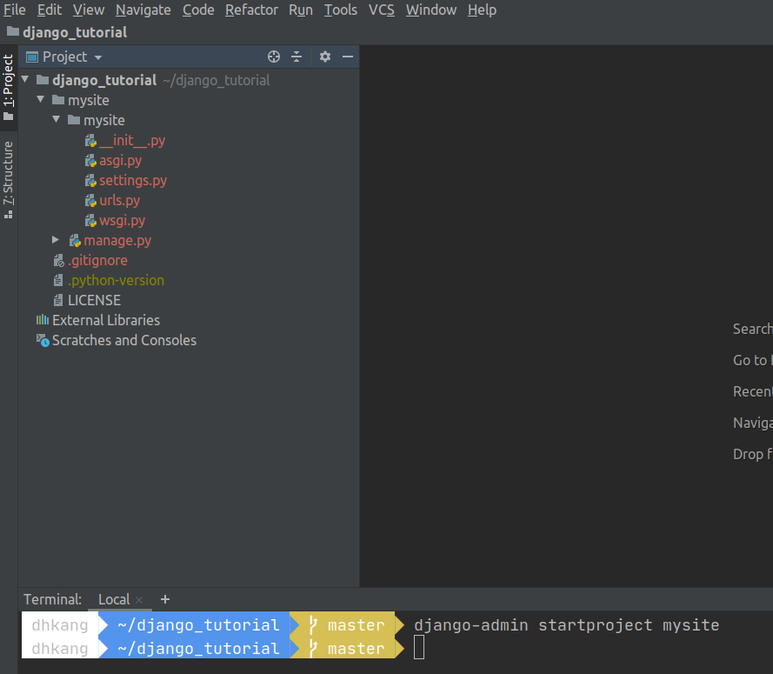 File Edit View Navigate Code Refactor Run Tools VCS Window Help
django_tutorial
Project
1: Project
django_tutorial ~/django_tutorial
mysite
mysite
__init__.py
asgi.py
settings.py
7: Structure
urls.py
wsgi.py
manage.py
.gitignore
.python-version
LICENSE
External Libraries
Scratches and Consoles
Search
Go to
Recent
Naviga
Drop f
Terminal: Local × +
dhkang ~/django_tutorial master django-admin startproject mysite
dhkang ~/django_tutorial master